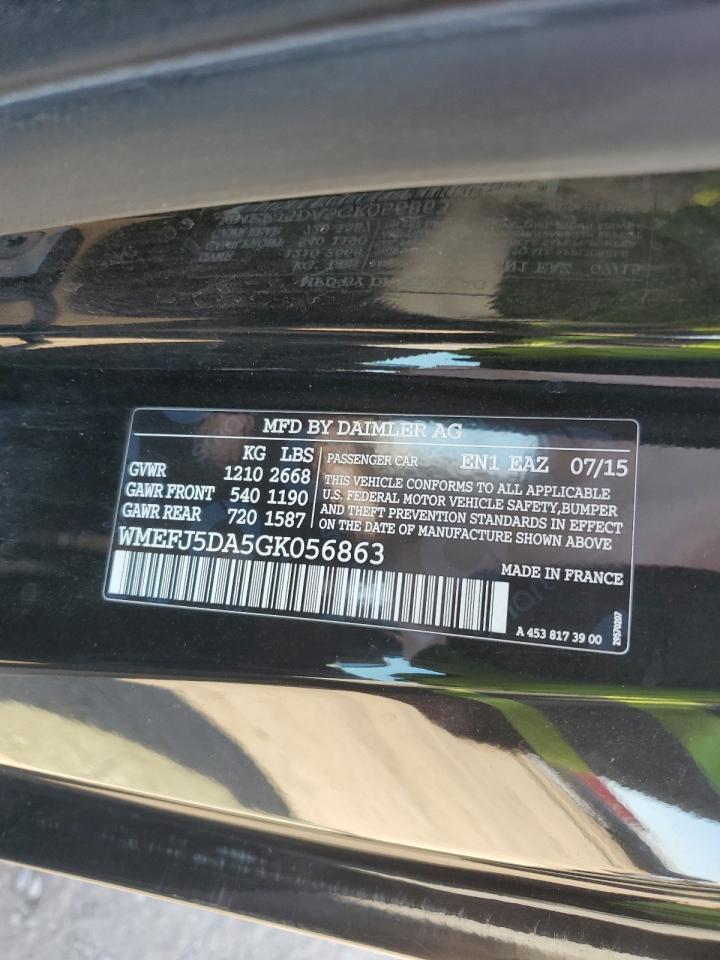 MFD BY DAIMLER AG
KG LBS
GVWR 1210 2668
GAWR FRONT 540 1190
GAWR REAR 720 1587
PASSENGER CAR EN1 EAZ 07/15
THIS VEHICLE CONFORMS TO ALL APPLICABLE
U.S. FEDERAL MOTOR VEHICLE SAFETY,BUMPER
AND THEFT PREVENTION STANDARDS IN EFFECT
ON THE DATE OF MANUFACTURE SHOWN ABOVE
WMEFJ5DA5GK056863
MADE IN FRANCE
A 453 817 39 00
29570207